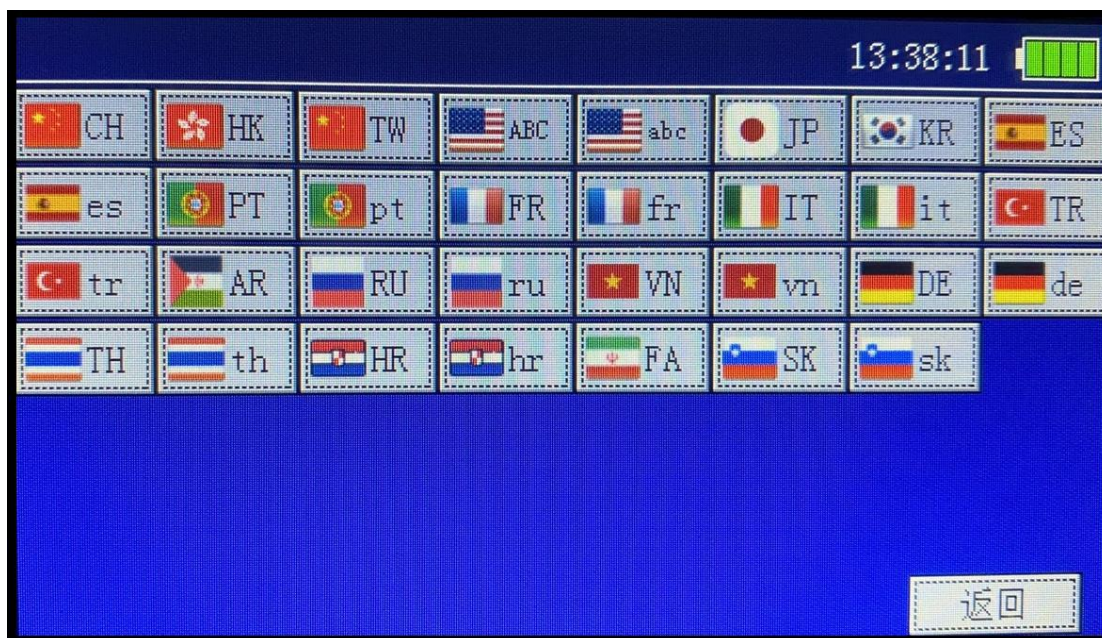 13:38:11
CH HK TW ABC abc JP KR ES
es PT pt FR fr IT it TR
tr AR RU ru VN vn DE de
TH th HR hr FA SK sk
返回